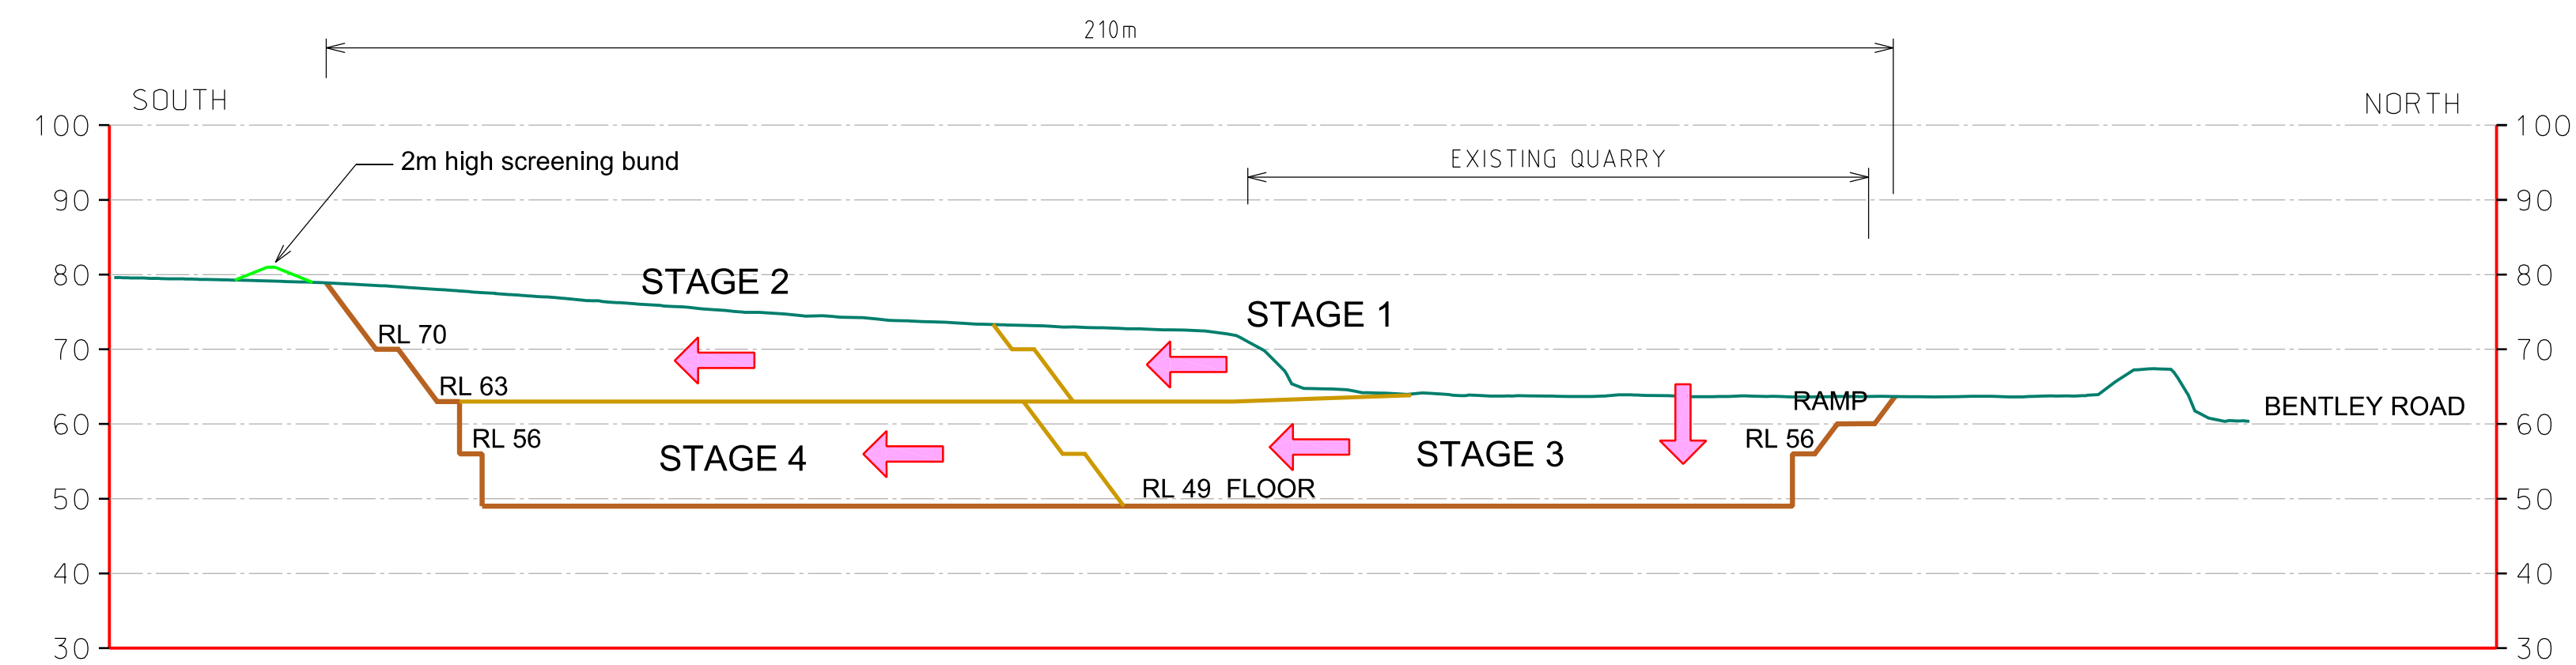 210m
SOUTH
NORTH
100
100
2m high screening bund
EXISTING QUARRY
90
90
80
STAGE 2
80
STAGE 1
RL 70
70
70
RL 63
RAMP
BENTLEY ROAD
60
60
RL 56
STAGE 4
STAGE 3
RL 56
RL 49 FLOOR
50
50
40
40
30
30